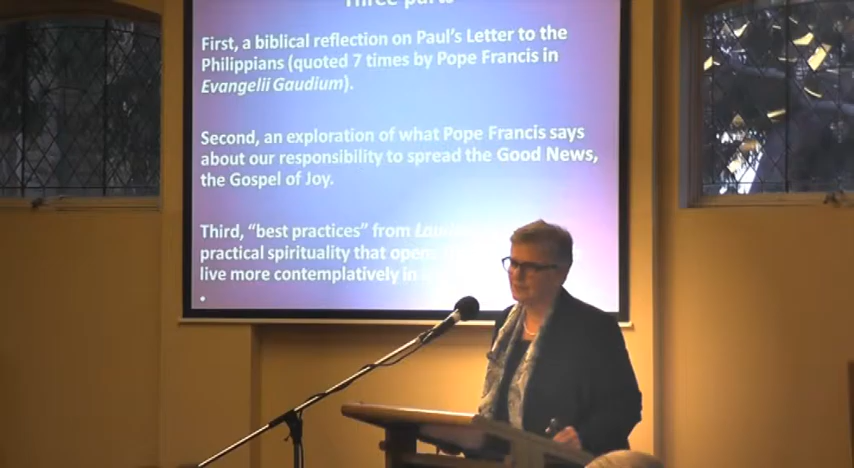 Three parts
First, a biblical reflection on Paul's Letter to the
Philippians (quoted 7 times by Pope Francis in
Evangelii Gaudium).
Second, an exploration of what Pope Francis says
about our responsibility to spread the Good News,
the Gospel of Joy.
Third, "best practices" from
practical spirituality that
live more contemplatively in